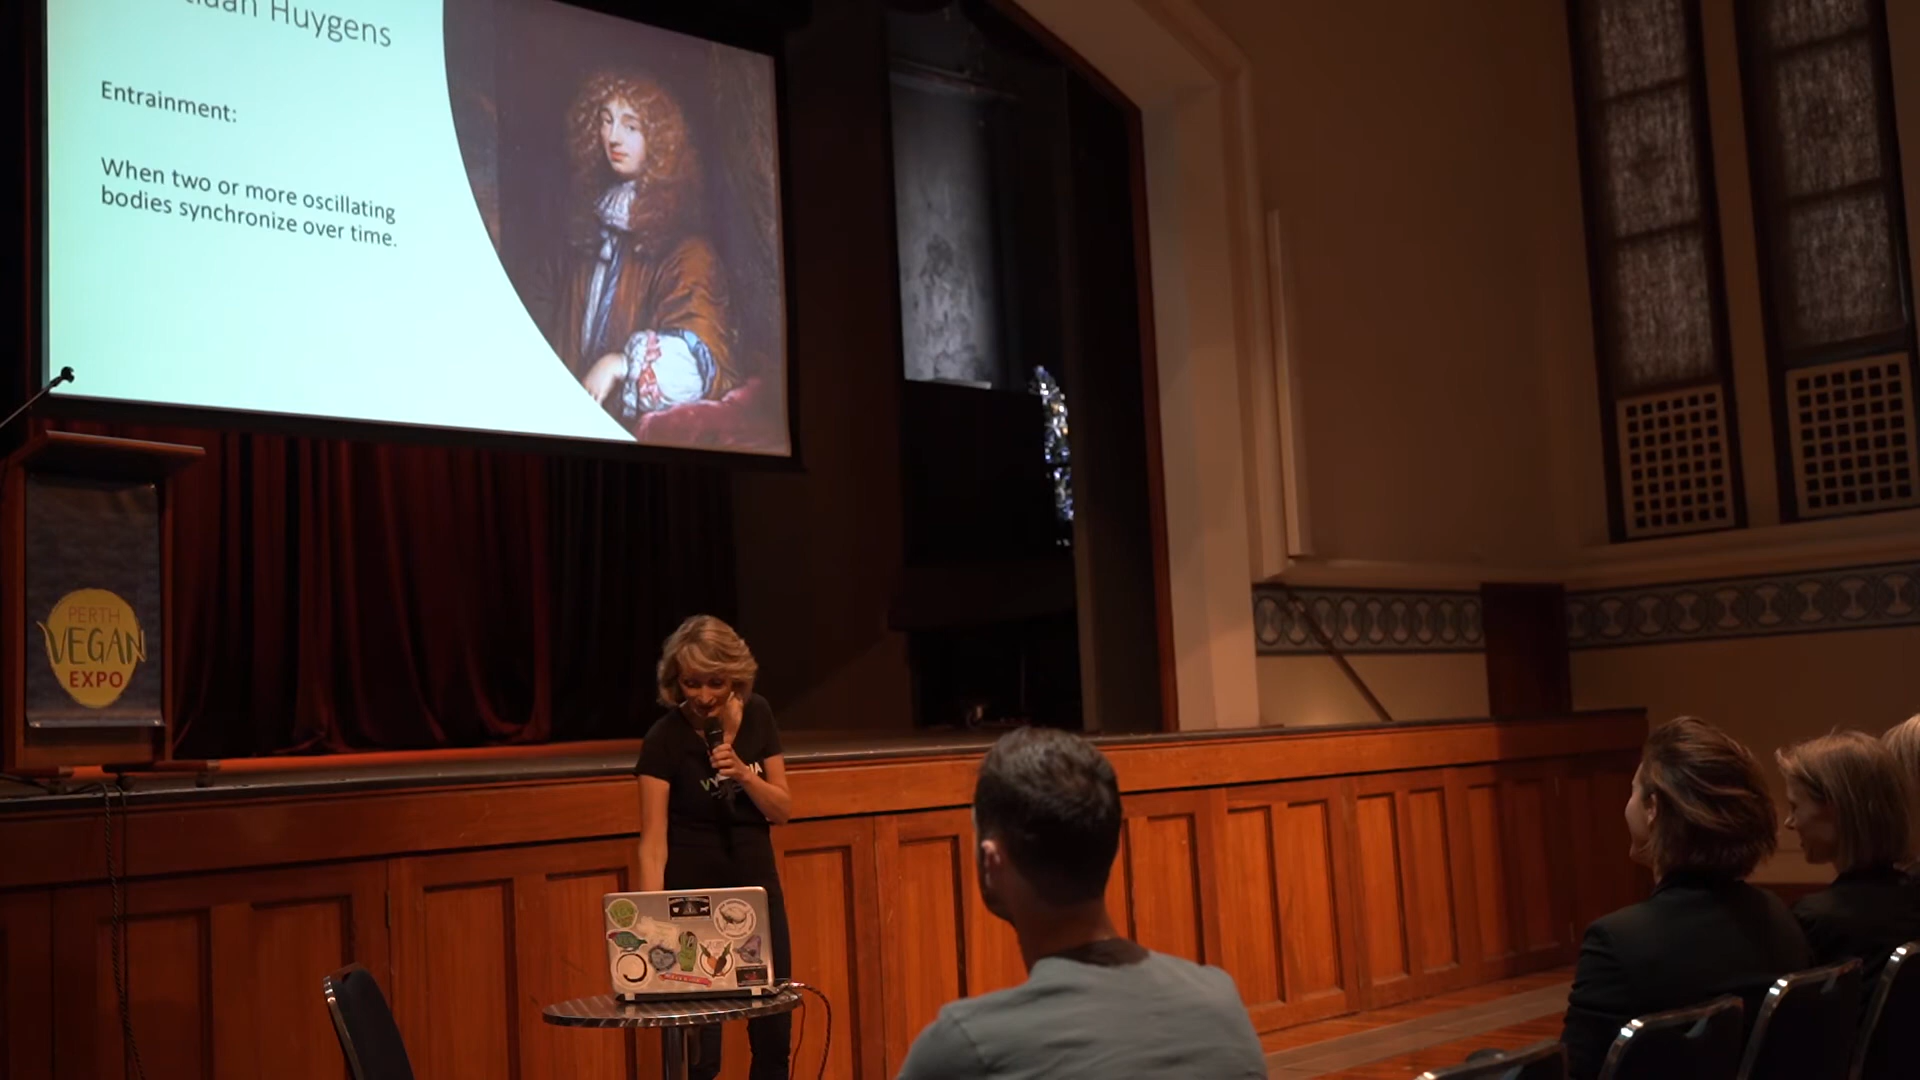 Huygens
Entrainment:
When two or more oscillating
bodies synchronize over time.
PERTH
VEGAN
EXPO